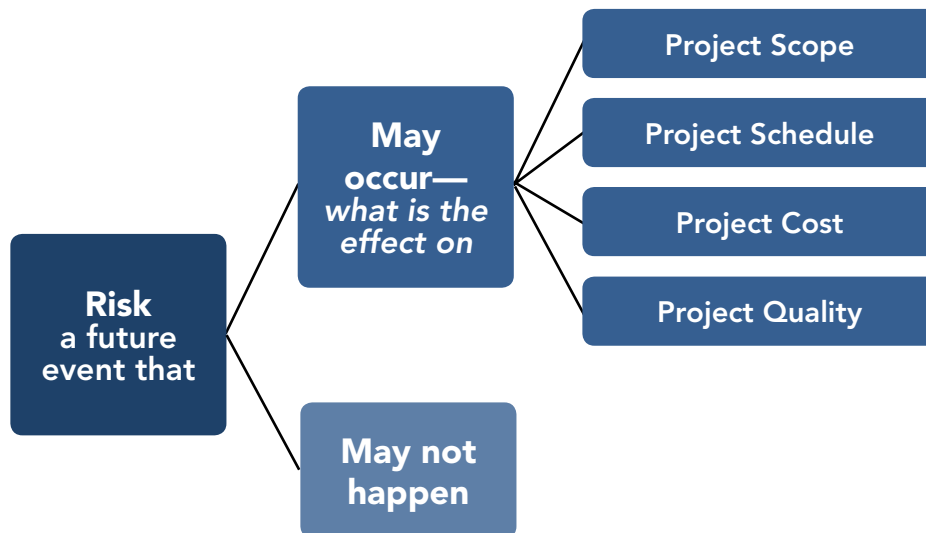 Risk
a future
event that
May
occur—
what is the
effect on
May not
happen
Project Scope
Project Schedule
Project Cost
Project Quality